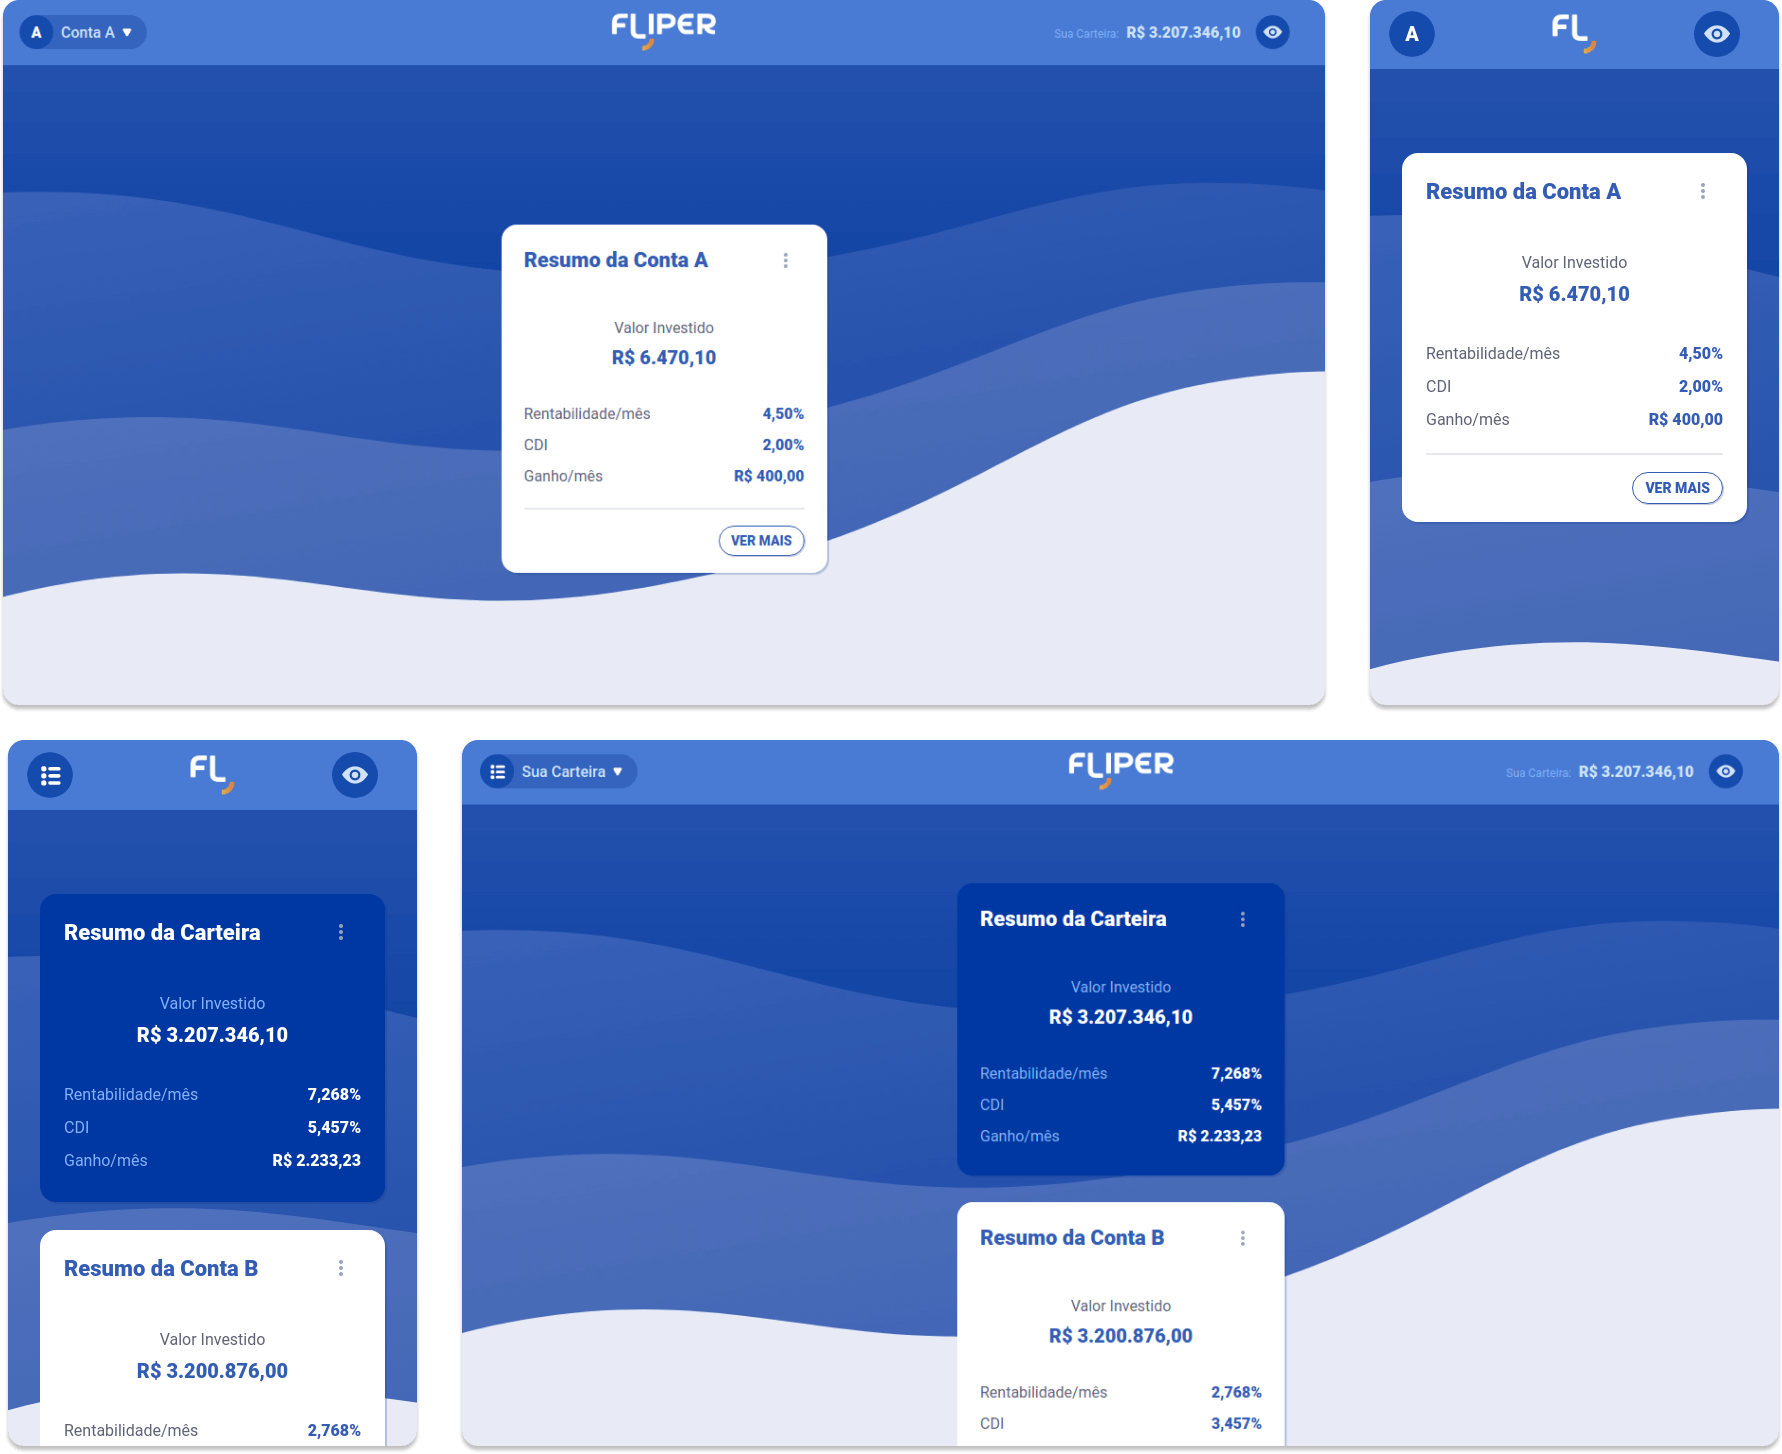 A Conta A
FLIPER
Sua Carteira: R$ 3.207.346,10
Resumo da Conta A
Valor Investido
R$ 6.470,10
Rentabilidade/mês 4,50%
CDI 2,00%
Ganho/mês R$ 400,00
VER MAIS
A
FL
Resumo da Conta A
Valor Investido
R$ 6.470,10
Rentabilidade/mês 4,50%
CDI 2,00%
Ganho/mês R$ 400,00
VER MAIS
FL
Resumo da Carteira
Valor Investido
R$ 3.207.346,10
Rentabilidade/mês 7,268%
CDI 5,457%
Ganho/mês R$ 2.233,23
Resumo da Conta B
Valor Investido
R$ 3.200.876,00
Rentabilidade/mês 2,768%
Sua Carteira
FLIPER
Sua Carteira: R$ 3.207.346,10
Resumo da Carteira
Valor Investido
R$ 3.207.346,10
Rentabilidade/mês 7,268%
CDI 5,457%
Ganho/mês R$ 2.233,23
Resumo da Conta B
Valor Investido
R$ 3.200.876,00
Rentabilidade/mês 2,768%
CDI 3,457%